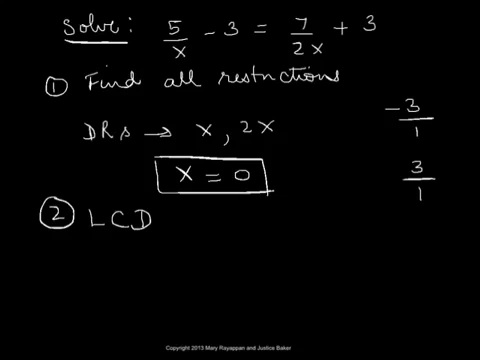 Solve: 5/x - 3 = 7/2x + 3
① Find all restrictions
DRs → x, 2x
-3/1
x = 0
3/1
② LCD
Copyright 2013 Mary Rayappan and Justice Baker